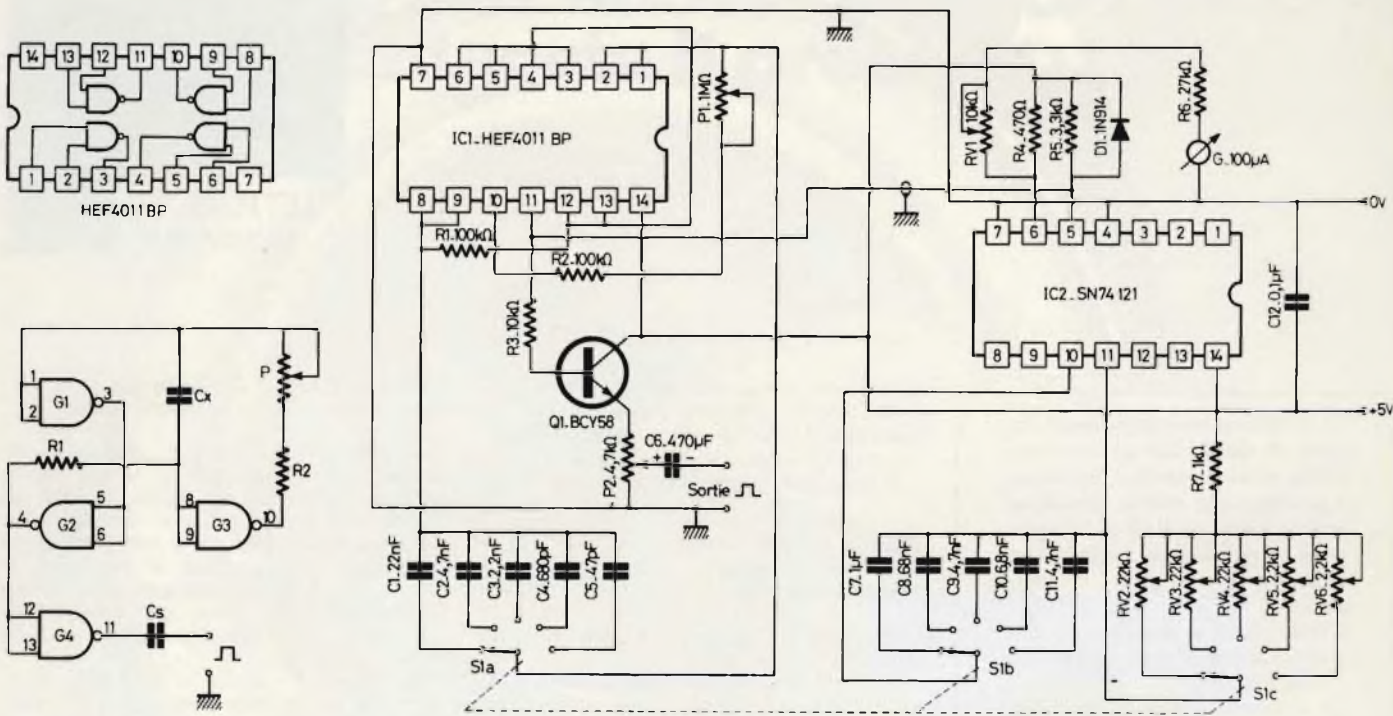 14 13 12 11 10 9 8
1 2 3 4 5 6 7
HEF4011BP
1
2
G1
3
Cx
P
R1
R2
4
G2
5
6
8
9
G3
10
12
13
G4
11
Cs
7 6 5 4 3 2 1
IC1_HEF4011 BP
8 9 10 11 12 13 14
P1.1MΩ
R1.100kΩ
R2.100kΩ
R3.10kΩ
Q1.BCY58
C6.470µF
+ -
P2.4,7kΩ
Sortie
C1.22nF
C2.4,7nF
C3.2,2nF
C4.680pF
C5.47pF
S1a
RV1 10kΩ
R4.470Ω
R5.3,3kΩ
D1.1N914
R6.27kΩ
G.100µA
0V
7 6 5 4 3 2 1
IC2_SN74121
8 9 10 11 12 13 14
C12.0,1µF
+5V
R7.1kΩ
C7.1µF
C8.68nF
C9.4,7nF
C10.6,8nF
C11.4,7nF
S1b
RV2.22kΩ
RV3.22kΩ
RV4.22kΩ
RV5.2,2kΩ
RV6.2,2kΩ
S1c